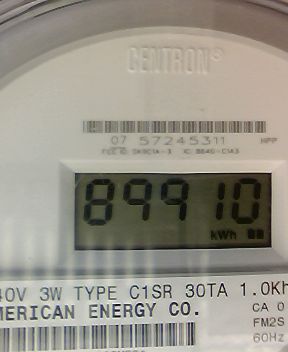 CENTRON®
07 57245311
HPP
89910
kWh
40V 3W TYPE C1SR 30TA 1.0Kh
MERICAN ENERGY CO.
CA 0
FM2S
60Hz